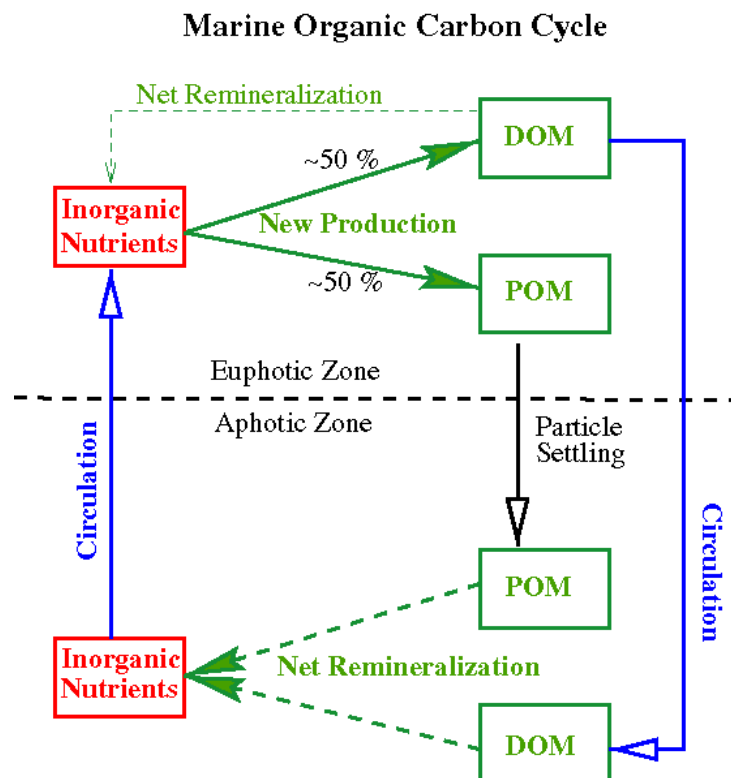 Marine Organic Carbon Cycle
Net Remineralization
DOM
~50 %
Inorganic
Nutrients
New Production
~50 %
POM
Euphotic Zone
Aphotic Zone
Particle
Settling
Circulation
Circulation
POM
Inorganic
Nutrients
Net Remineralization
DOM